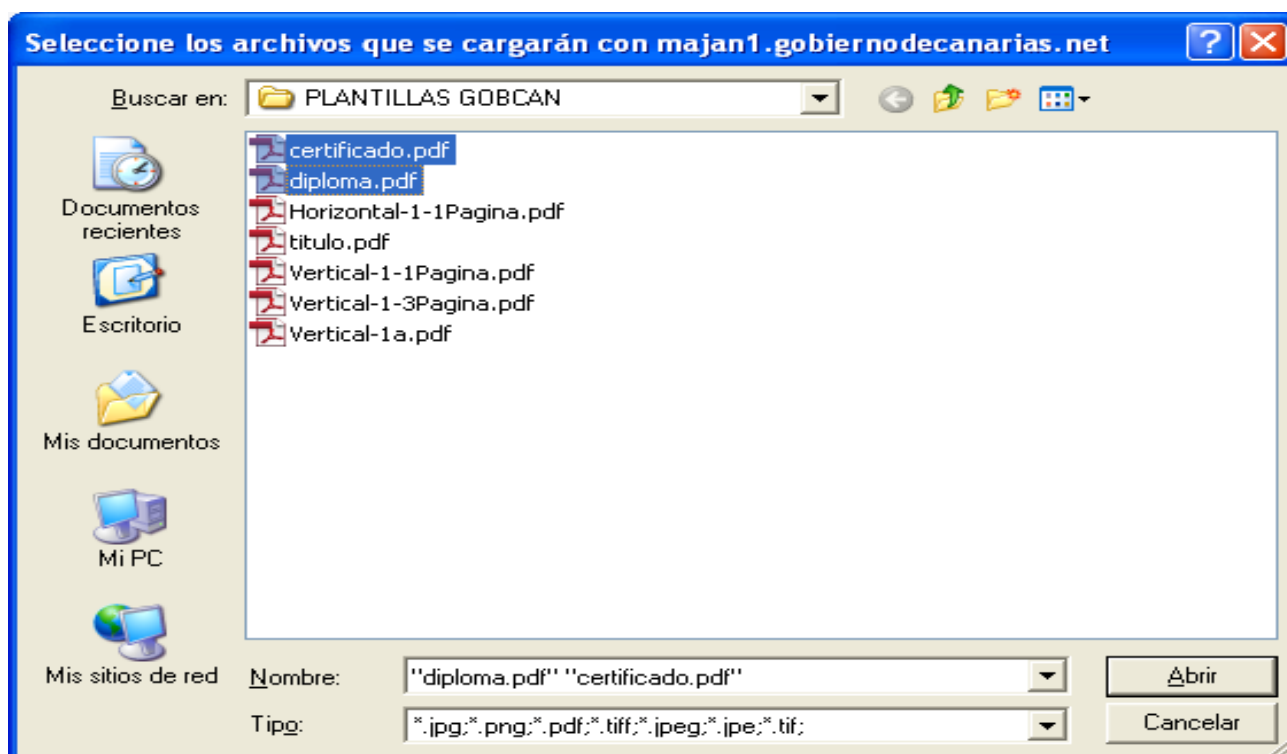 Seleccione los archivos que se cargarán con majan1.gobiernodecanarias.net
Buscar en: PLANTILLAS GOBCAN
Documentos
recientes
Escritorio
Mis documentos
Mi PC
Mis sitios de red
certificado.pdf
diploma.pdf
Horizontal-1-1Pagina.pdf
titulo.pdf
Vertical-1-1Pagina.pdf
Vertical-1-3Pagina.pdf
Vertical-1a.pdf
Nombre: "diploma.pdf" "certificado.pdf" Abrir
Tipo: *.jpg;*.png;*.pdf;*.tiff;*.jpeg;*.jpe;*.tif; Cancelar